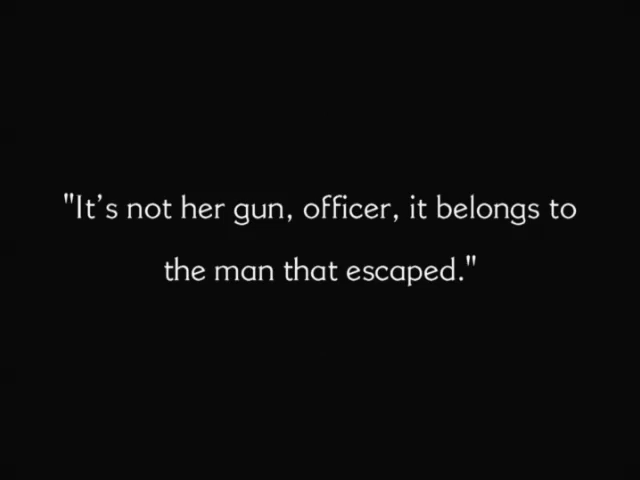 "It's not her gun, officer, it belongs to
the man that escaped."